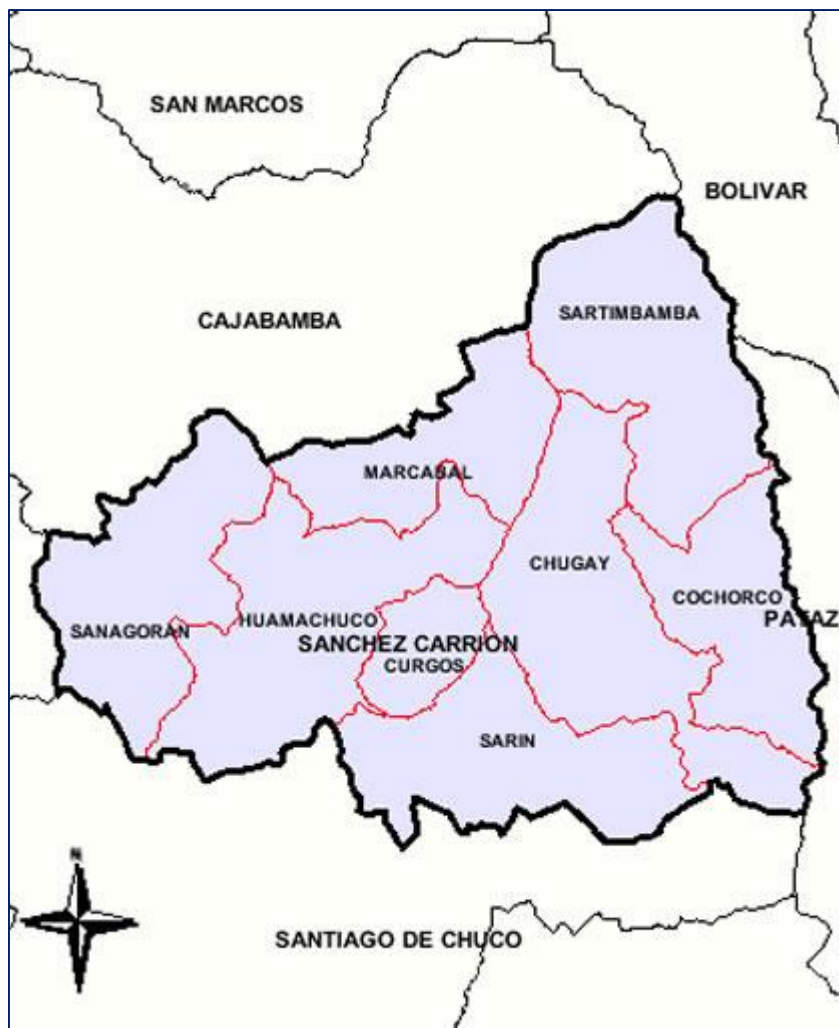 SAN MARCOS
BOLIVAR
SARTIMBAMBA
CAJABAMBA
MARCABAL
CHUGAY
COCHORCO
PATAZ
HUAMACHUCO
SANAGORAN
SANCHEZ CARRION
CURGOS
SARIN
N
SANTIAGO DE CHUCO